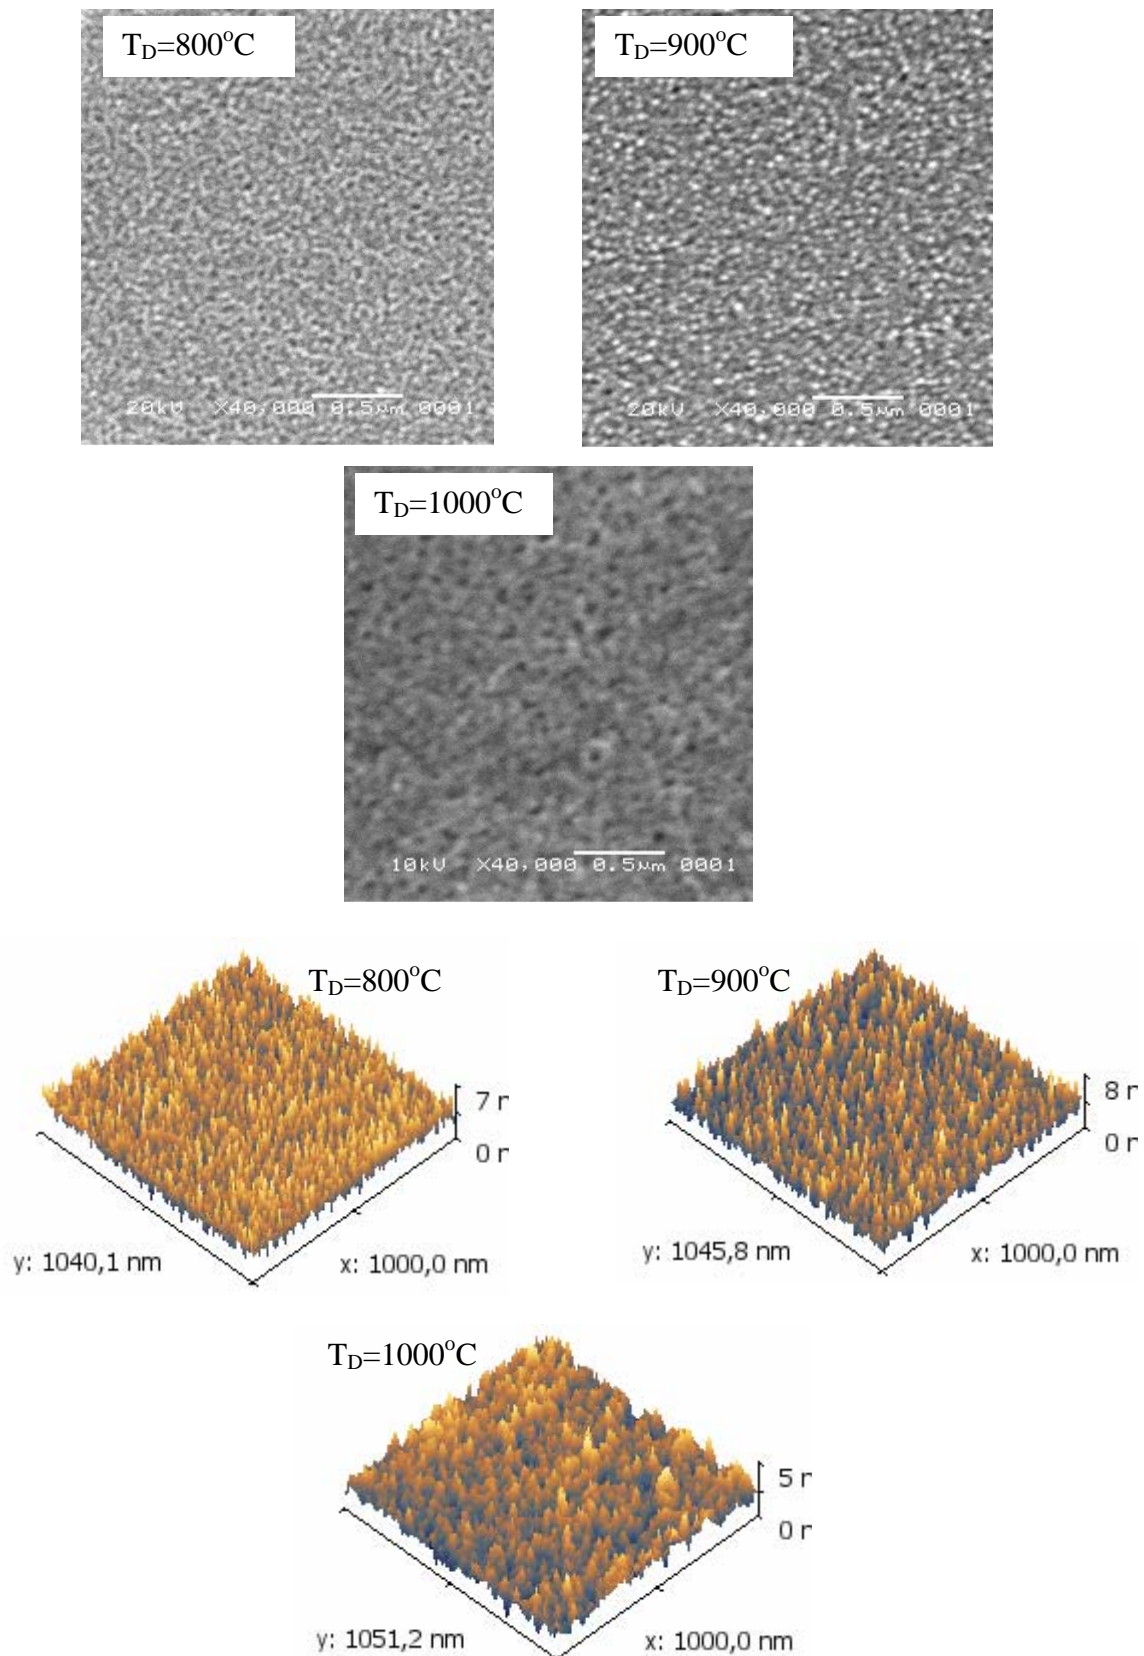 T_D=800°C
T_D=900°C
20kV X40,000 0.5µm 0001
20kV X40,000 0.5µm 0001
T_D=1000°C
10kV X40,000 0.5µm 0001
T_D=800°C
7 n
0 n
y: 1040,1 nm
x: 1000,0 nm
T_D=900°C
8 n
0 n
y: 1045,8 nm
x: 1000,0 nm
T_D=1000°C
5 n
0 n
y: 1051,2 nm
x: 1000,0 nm